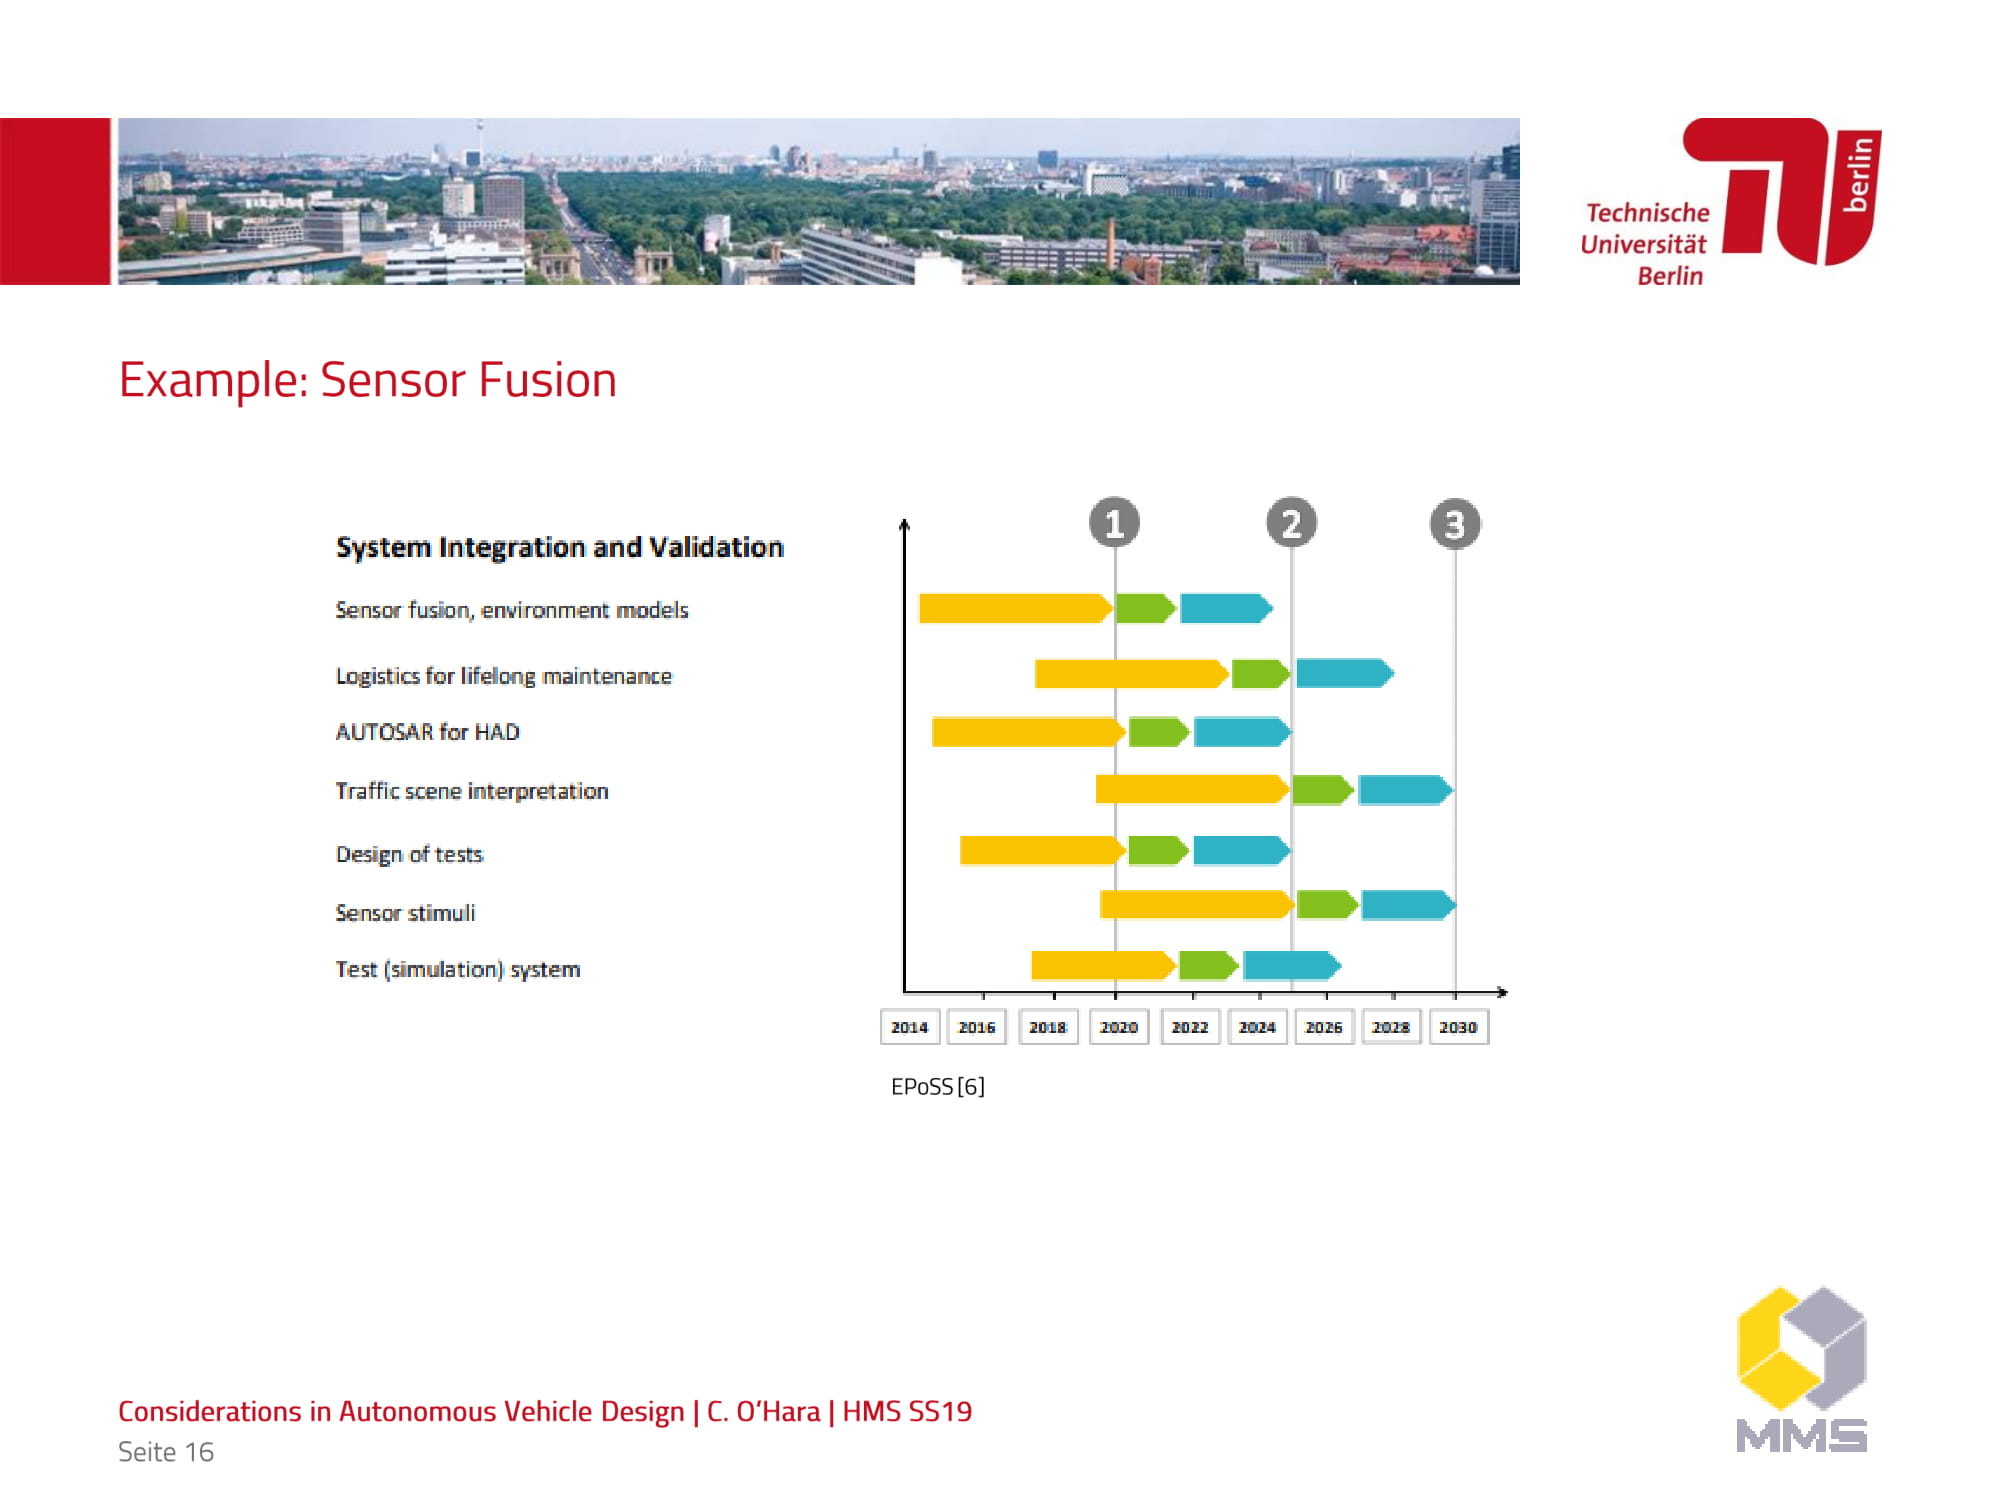 Technische
Universität
Berlin
berlin
Example: Sensor Fusion
1 2 3
System Integration and Validation
Sensor fusion, environment models
Logistics for lifelong maintenance
AUTOSAR for HAD
Traffic scene interpretation
Design of tests
Sensor stimuli
Test (simulation) system
2014 2016 2018 2020 2022 2024 2026 2028 2030
EPoSS [6]
Considerations in Autonomous Vehicle Design | C. O'Hara | HMS SS19
Seite 16
MMS